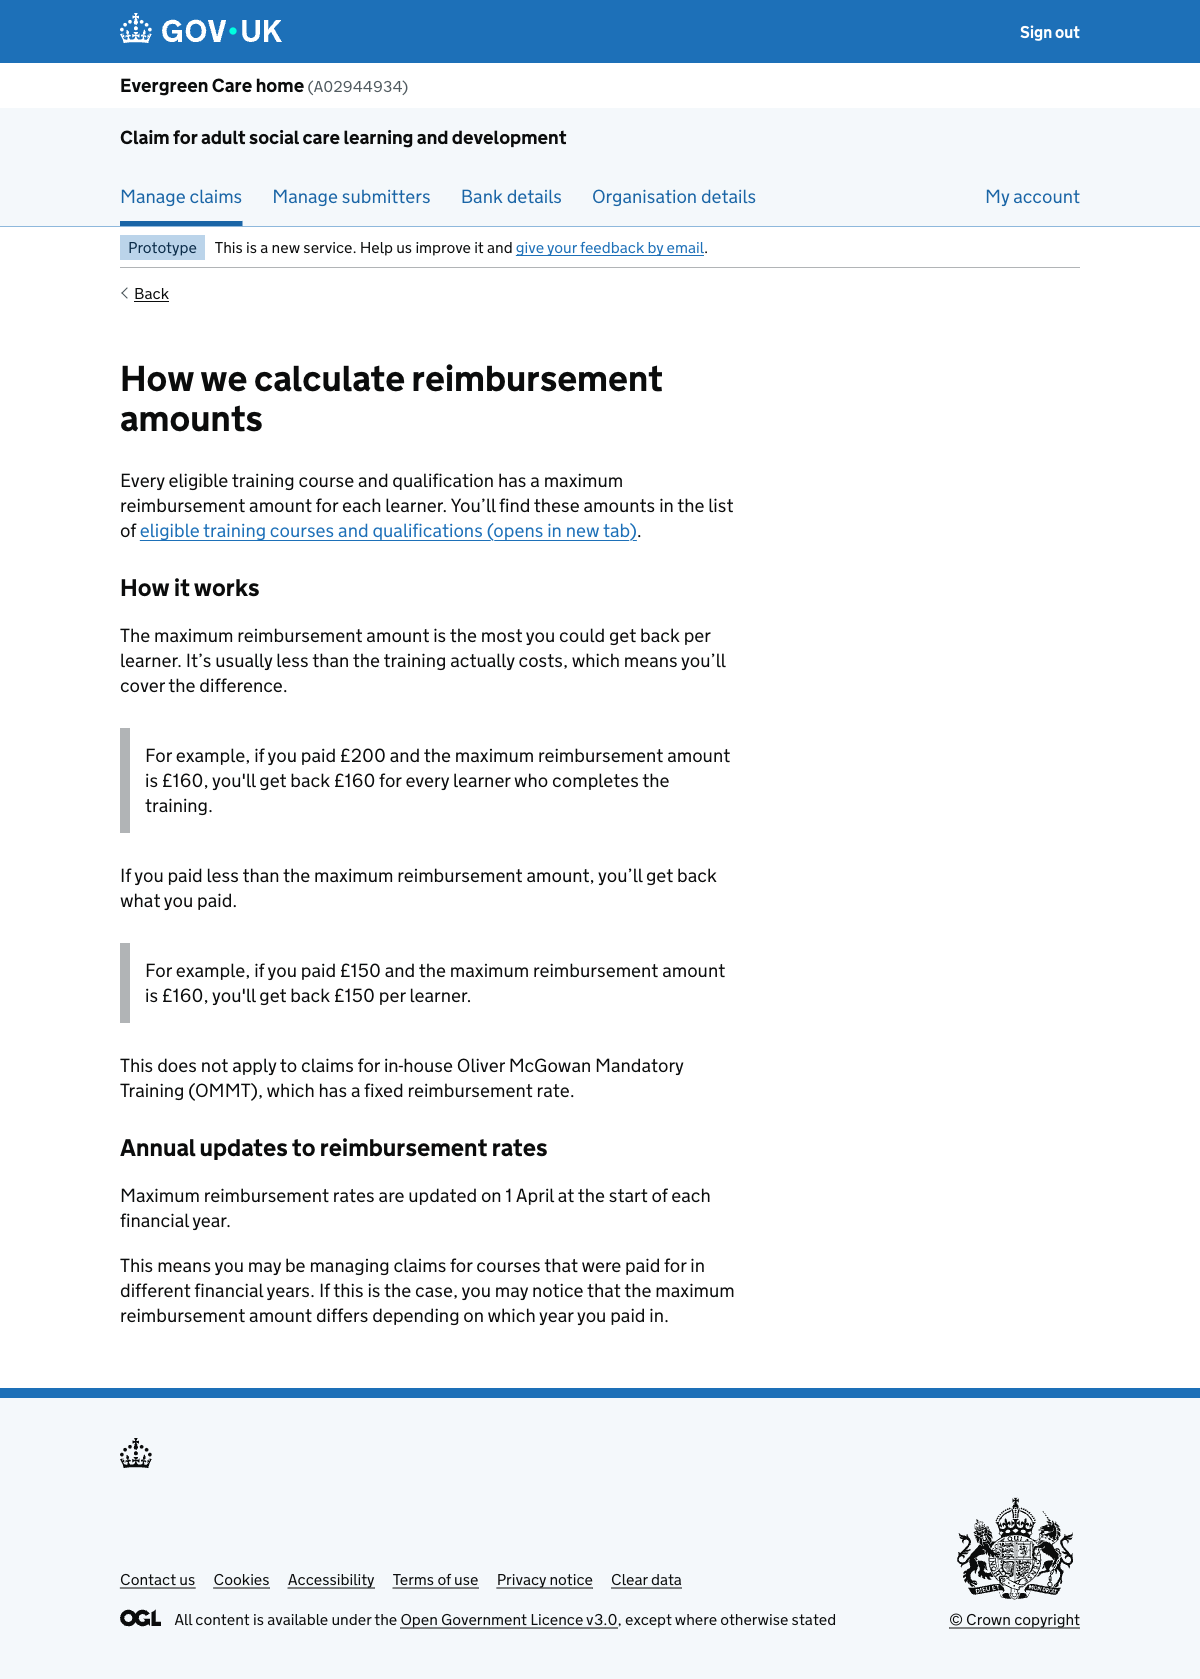 GOV·UK
Sign out
Evergreen Care home (A02944934)
Claim for adult social care learning and development
Manage claims Manage submitters Bank details Organisation details My account
Prototype This is a new service. Help us improve it and give your feedback by email.
Back
How we calculate reimbursement
amounts
Every eligible training course and qualification has a maximum
reimbursement amount for each learner. You’ll find these amounts in the list
of eligible training courses and qualifications (opens in new tab).
How it works
The maximum reimbursement amount is the most you could get back per
learner. It’s usually less than the training actually costs, which means you’ll
cover the difference.
For example, if you paid £200 and the maximum reimbursement amount
is £160, you'll get back £160 for every learner who completes the
training.
If you paid less than the maximum reimbursement amount, you’ll get back
what you paid.
For example, if you paid £150 and the maximum reimbursement amount
is £160, you'll get back £150 per learner.
This does not apply to claims for in-house Oliver McGowan Mandatory
Training (OMMT), which has a fixed reimbursement rate.
Annual updates to reimbursement rates
Maximum reimbursement rates are updated on 1 April at the start of each
financial year.
This means you may be managing claims for courses that were paid for in
different financial years. If this is the case, you may notice that the maximum
reimbursement amount differs depending on which year you paid in.
Contact us Cookies Accessibility Terms of use Privacy notice Clear data
OGL All content is available under the Open Government Licence v3.0, except where otherwise stated
© Crown copyright